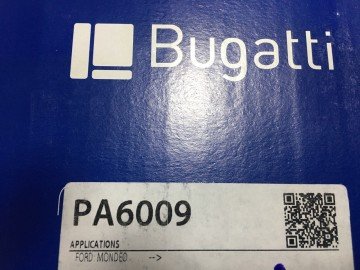 Bugatti
PA6009
APPLICATIONS
FORD MONDEO -->